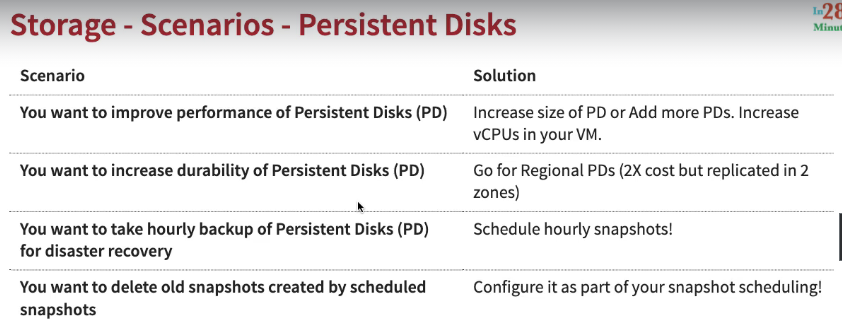 Storage - Scenarios - Persistent Disks
In28
Minut
Scenario
Solution
You want to improve performance of Persistent Disks (PD)
Increase size of PD or Add more PDs. Increase
vCPUs in your VM.
You want to increase durability of Persistent Disks (PD)
Go for Regional PDs (2X cost but replicated in 2
zones)
You want to take hourly backup of Persistent Disks (PD)
for disaster recovery
Schedule hourly snapshots!
You want to delete old snapshots created by scheduled
snapshots
Configure it as part of your snapshot scheduling!